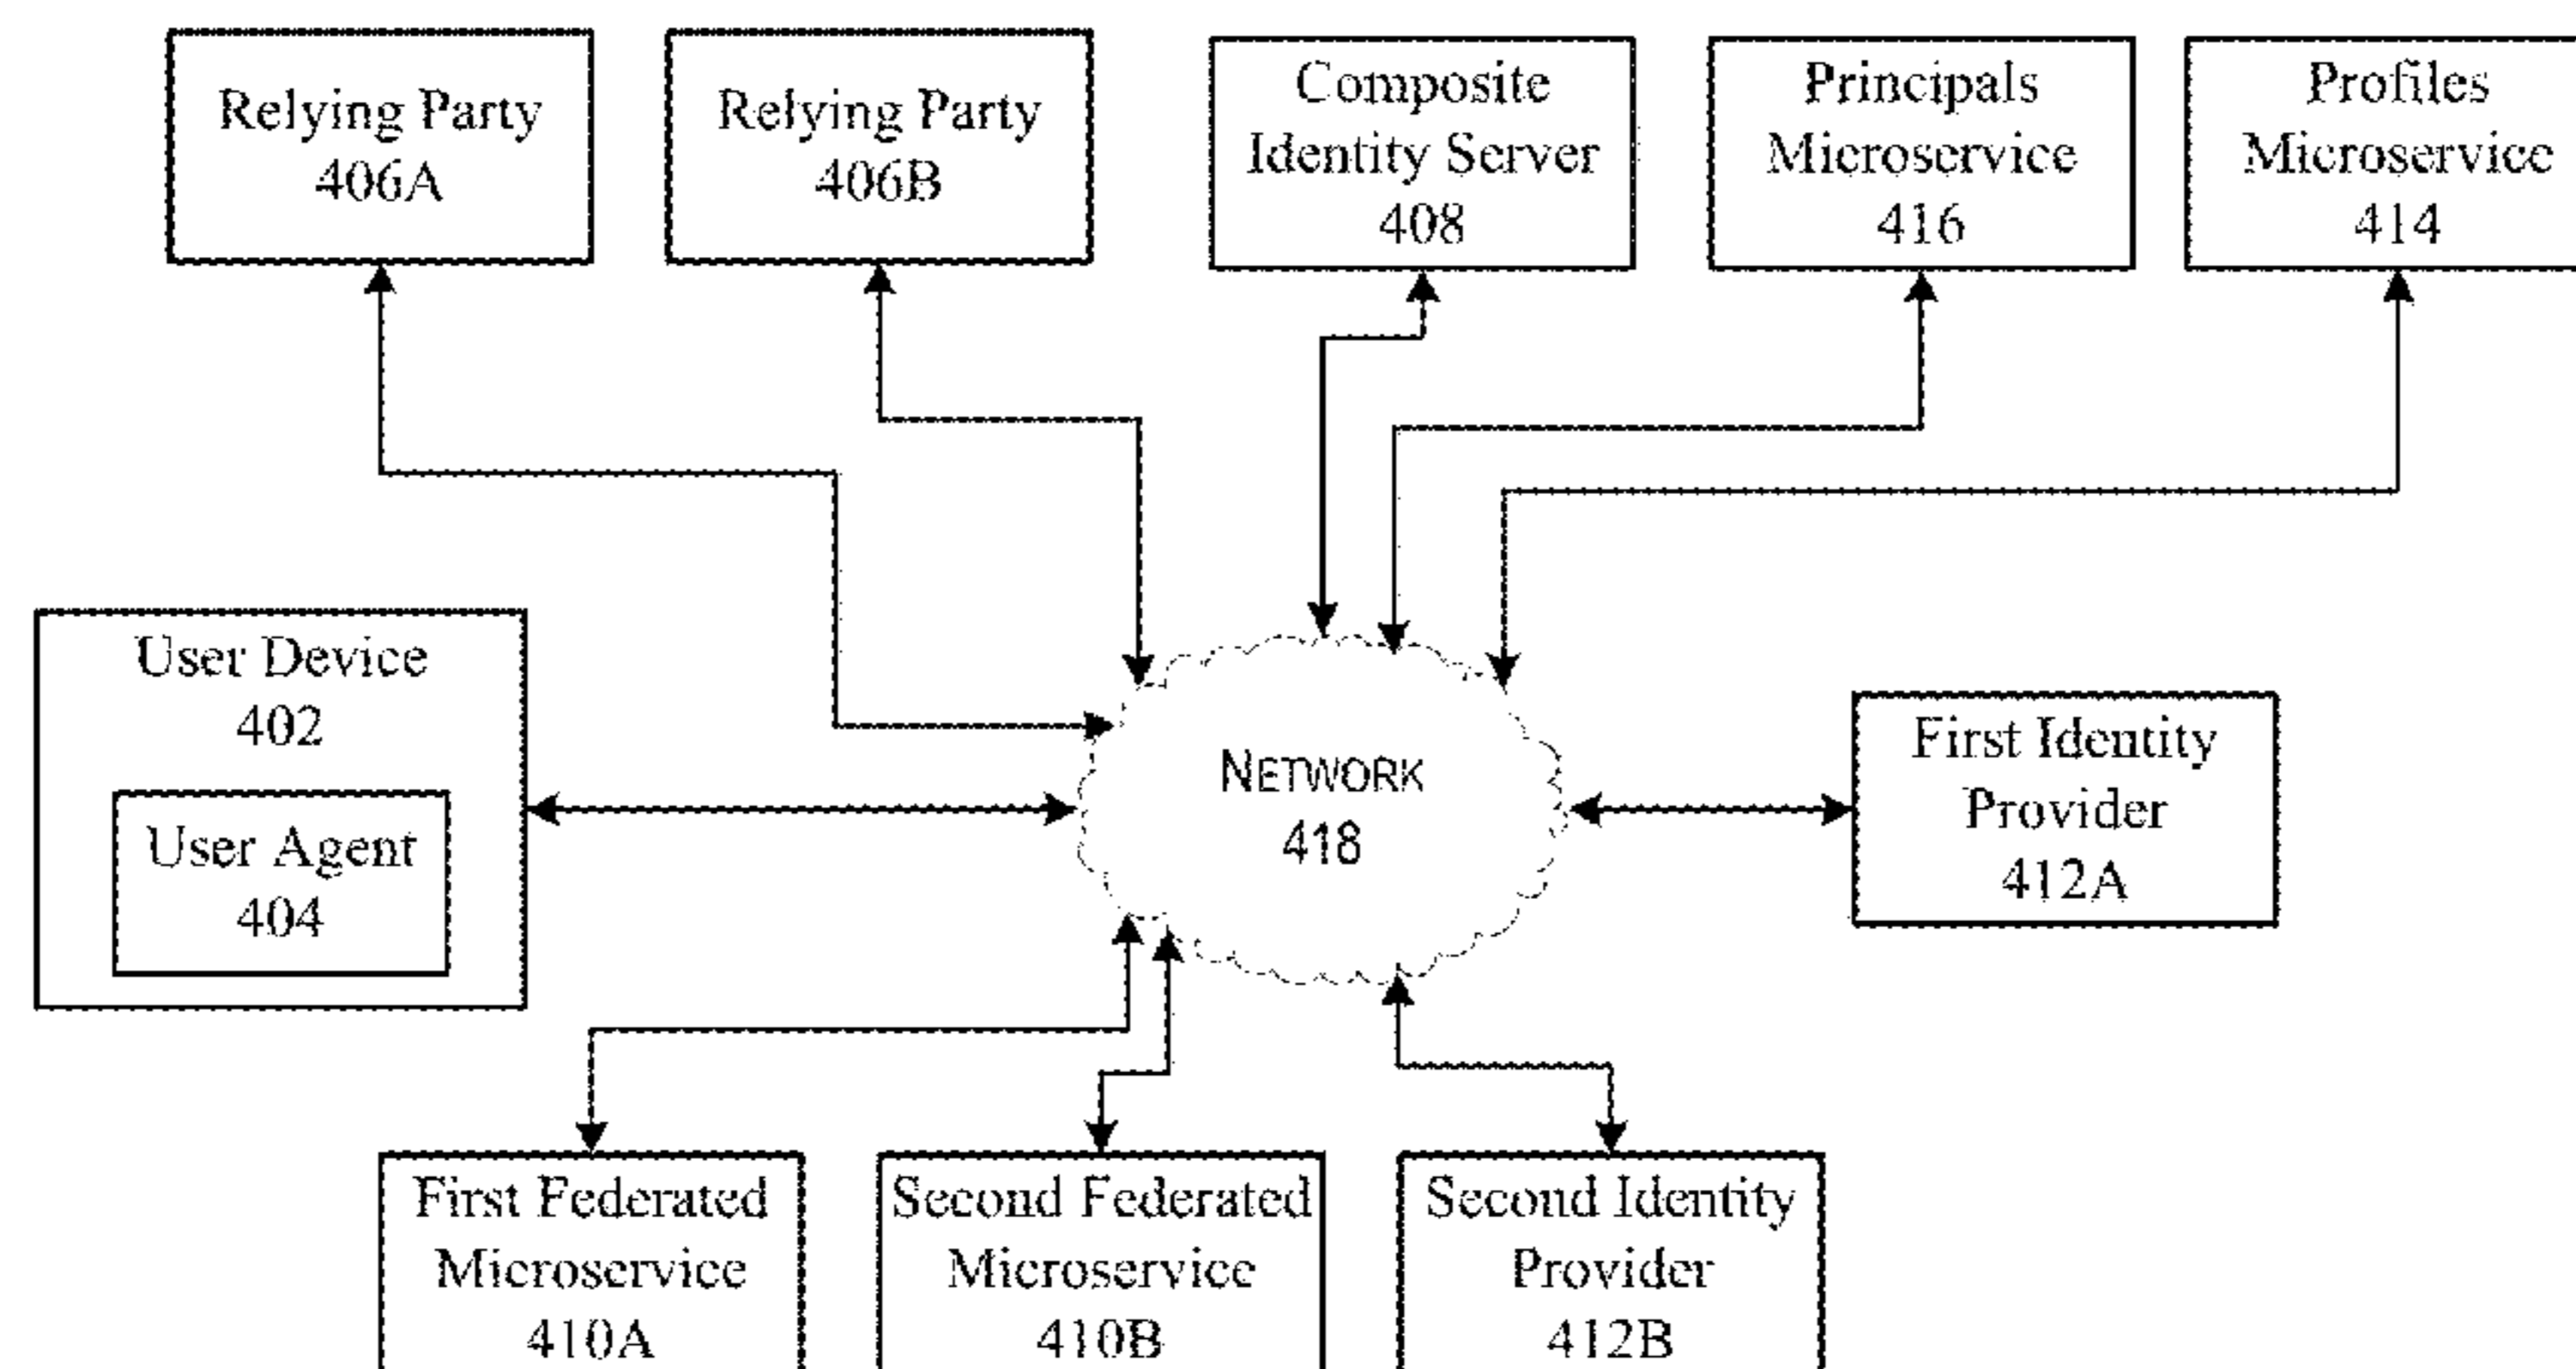 Relying Party
406A
Relying Party
406B
Composite
Identity Server
408
Principals
Microservice
416
Profiles
Microservice
414
User Device
402
User Agent
404
NETWORK
418
First Identity
Provider
412A
First Federated
Microservice
410A
Second Federated
Microservice
410B
Second Identity
Provider
412B